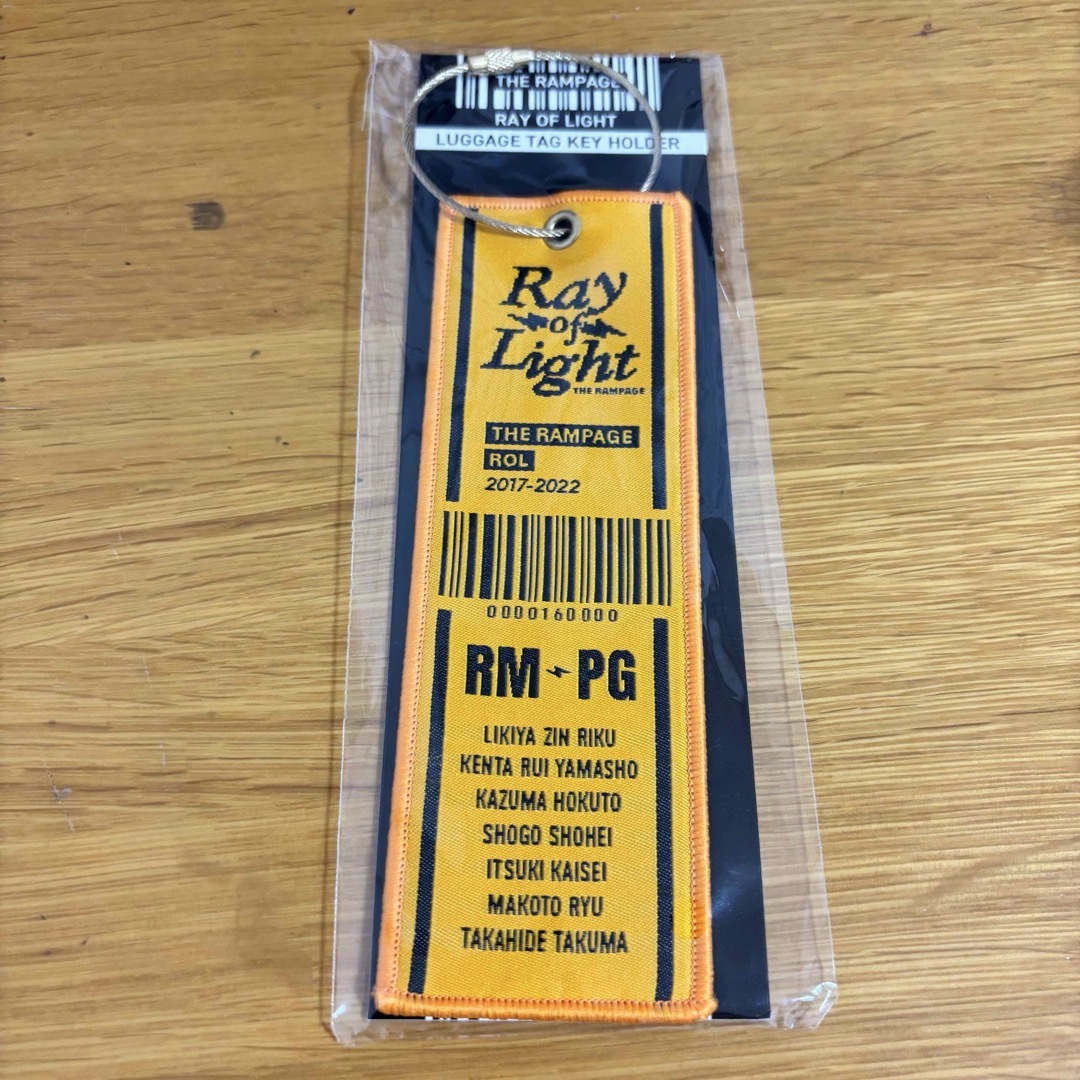 THE RAMPAGE
RAY OF LIGHT
LUGGAGE TAG KEY HOLDER
Ray
of
Light
THE RAMPAGE
THE RAMPAGE
ROL
2017-2022
0000160000
RM PG
LIKIYA ZIN RIKU
KENTA RUI YAMASHO
KAZUMA HOKUTO
SHOGO SHOHEI
ITSUKI KAISEI
MAKOTO RYU
TAKAHIDE TAKUMA